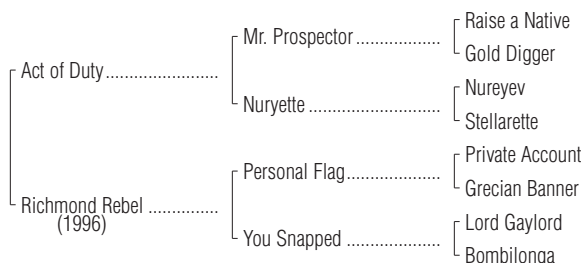 Raise a Native
Mr. Prospector ..................
Gold Digger
Act of Duty........................
Nureyev
Nuryette ............................
Stellarette
Private Account
Personal Flag....................
Grecian Banner
Richmond Rebel ...............
(1996)
Lord Gaylord
You Snapped ....................
Bombilonga